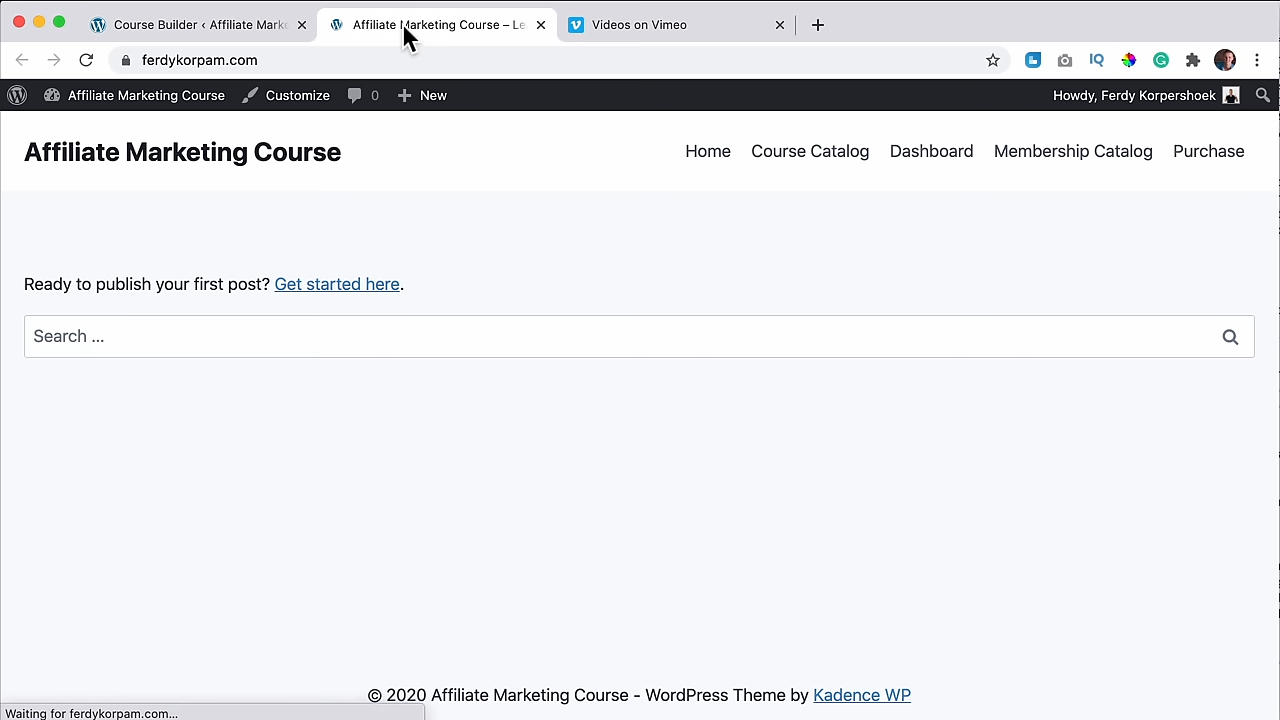 Course Builder ‹ Affiliate Marke
Affiliate Marketing Course – Le
Videos on Vimeo
ferdykorpam.com
IQ
Affiliate Marketing Course
Customize
0
New
Howdy, Ferdy Korpershoek
Affiliate Marketing Course
Home
Course Catalog
Dashboard
Membership Catalog
Purchase
Ready to publish your first post? Get started here.
Search ...
© 2020 Affiliate Marketing Course - WordPress Theme by Kadence WP
Waiting for ferdykorpam.com...